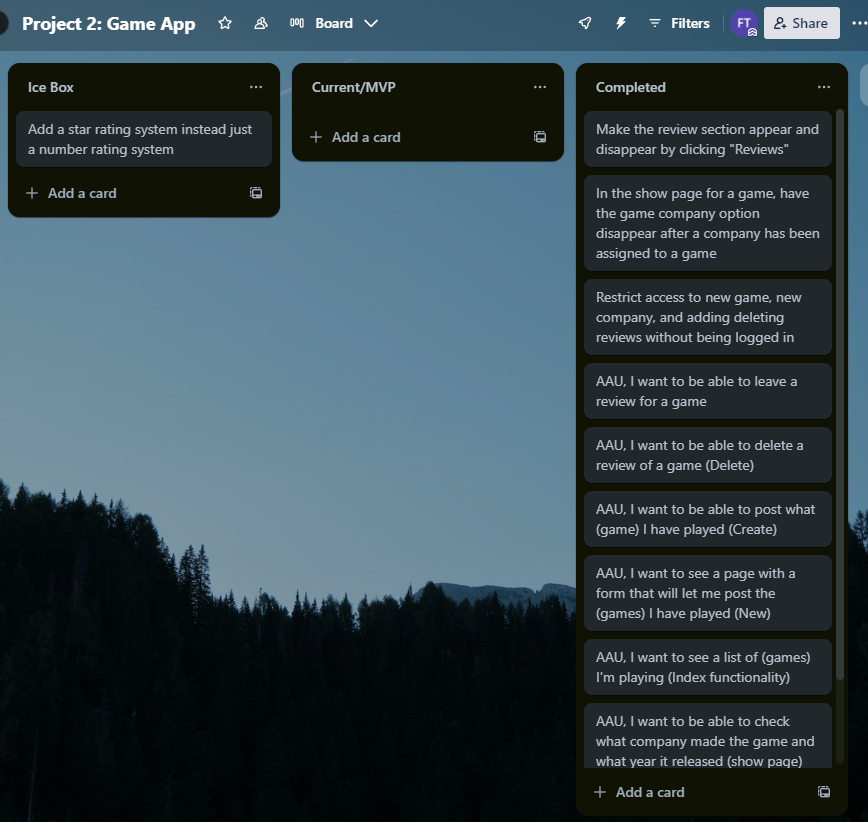 Project 2: Game App
Board
Filters
FT
Share
Ice Box
Add a star rating system instead just
a number rating system
Add a card
Current/MVP
Add a card
Completed
Make the review section appear and
disappear by clicking "Reviews"
In the show page for a game, have
the game company option
disappear after a company has been
assigned to a game
Restrict access to new game, new
company, and adding deleting
reviews without being logged in
AAU, I want to be able to leave a
review for a game
AAU, I want to be able to delete a
review of a game (Delete)
AAU, I want to be able to post what
(game) I have played (Create)
AAU, I want to see a page with a
form that will let me post the
(games) I have played (New)
AAU, I want to see a list of (games)
I'm playing (Index functionality)
AAU, I want to be able to check
what company made the game and
what year it released (show page)
Add a card